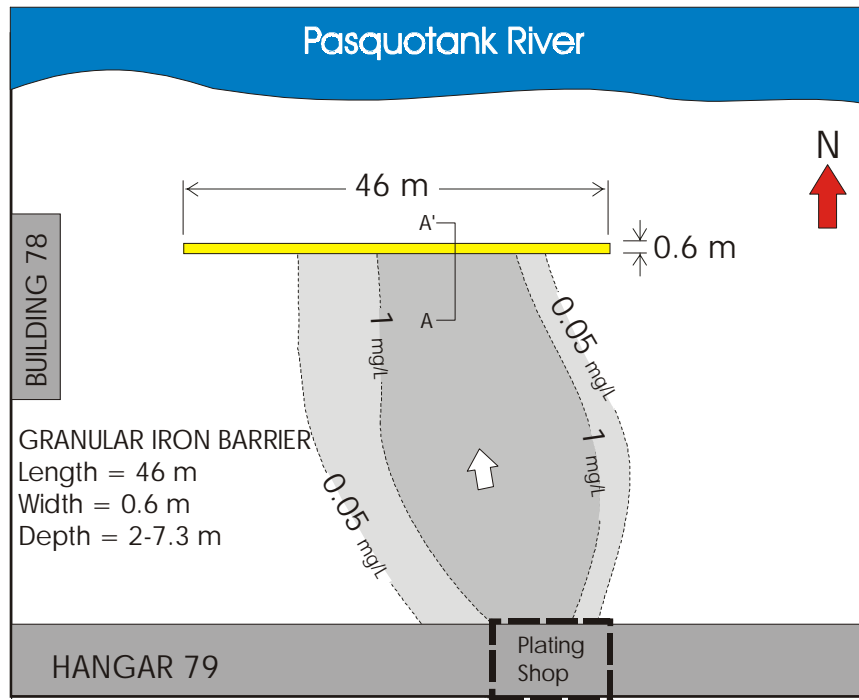 Pasquotank River
N
46 m
A'
0.6 m
BUILDING 78
A
1 mg/L
0.05 mg/L
GRANULAR IRON BARRIER
Length = 46 m
Width = 0.6 m
Depth = 2-7.3 m
1 mg/L
0.05 mg/L
HANGAR 79
Plating
Shop